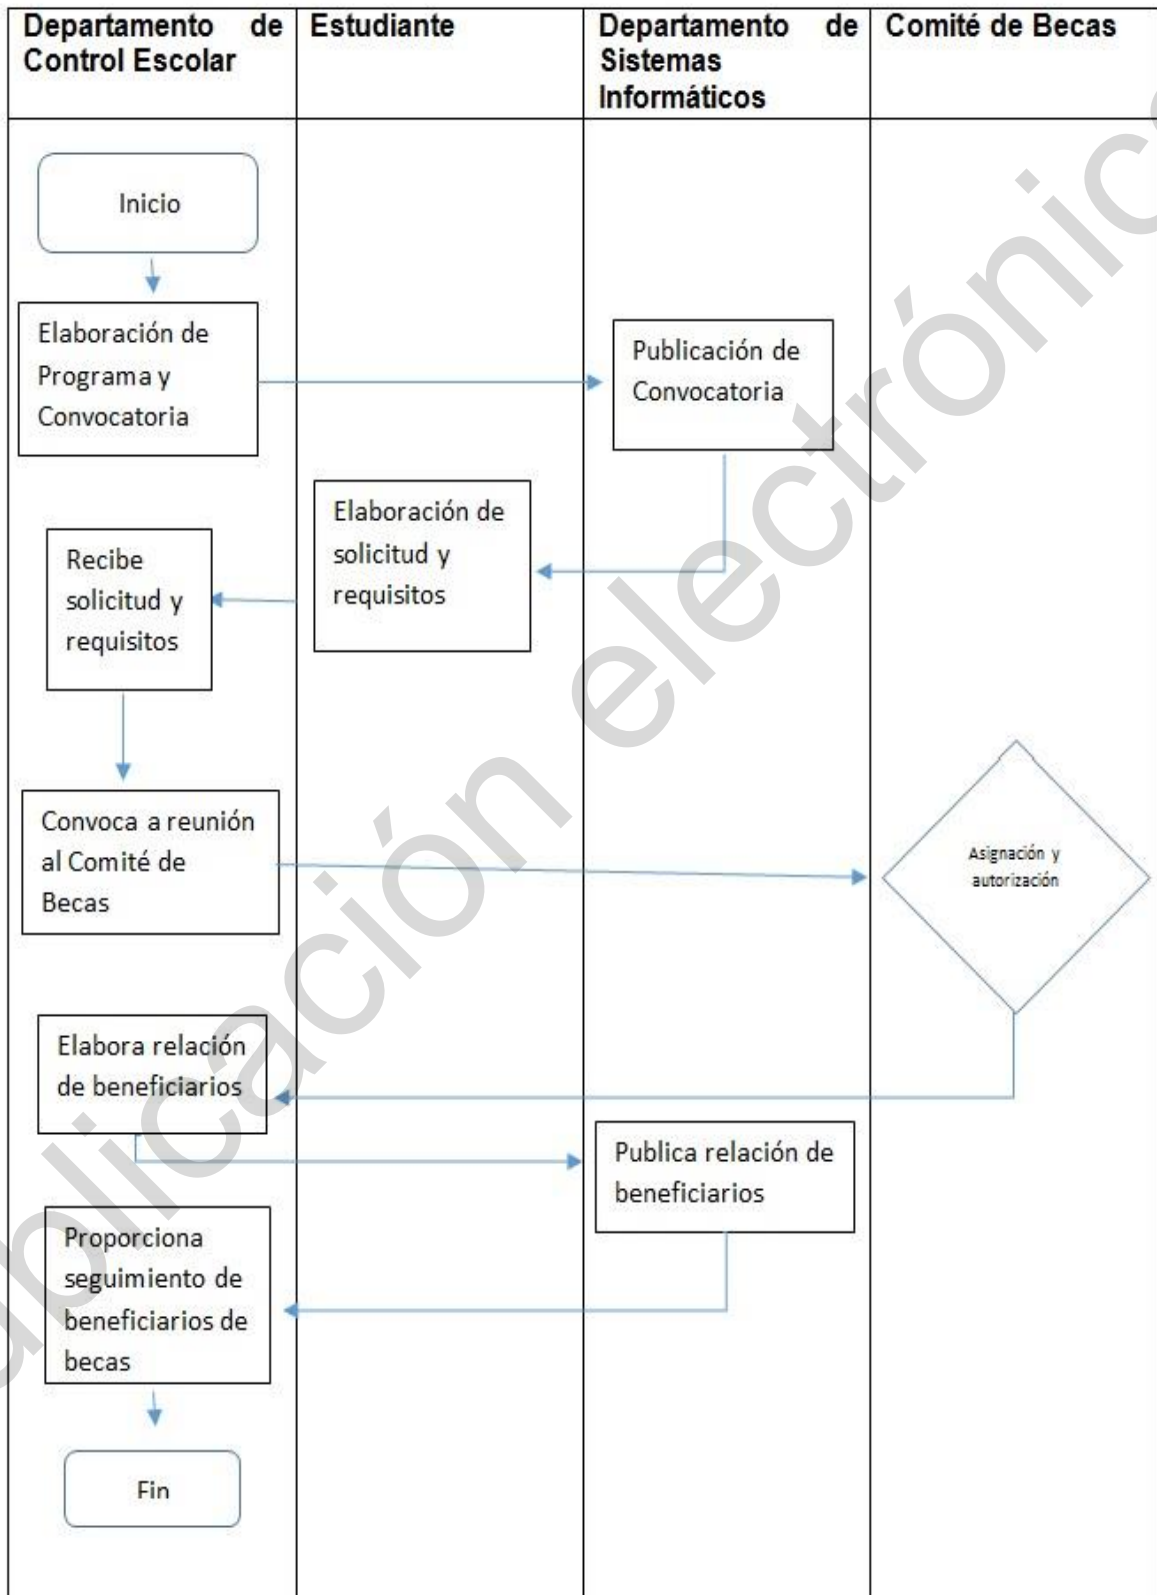 Departamento de
Control Escolar
Estudiante
Departamento de
Sistemas
Informáticos
Comité de Becas
Inicio
Elaboración de
Programa y
Convocatoria
Publicación de
Convocatoria
Elaboración de
solicitud y
requisitos
Recibe
solicitud y
requisitos
Convoca a reunión
al Comité de
Becas
Asignación y
autorización
Elabora relación
de beneficiarios
Publica relación de
beneficiarios
Proporciona
seguimiento de
beneficiarios de
becas
Fin
ublicación electrónic